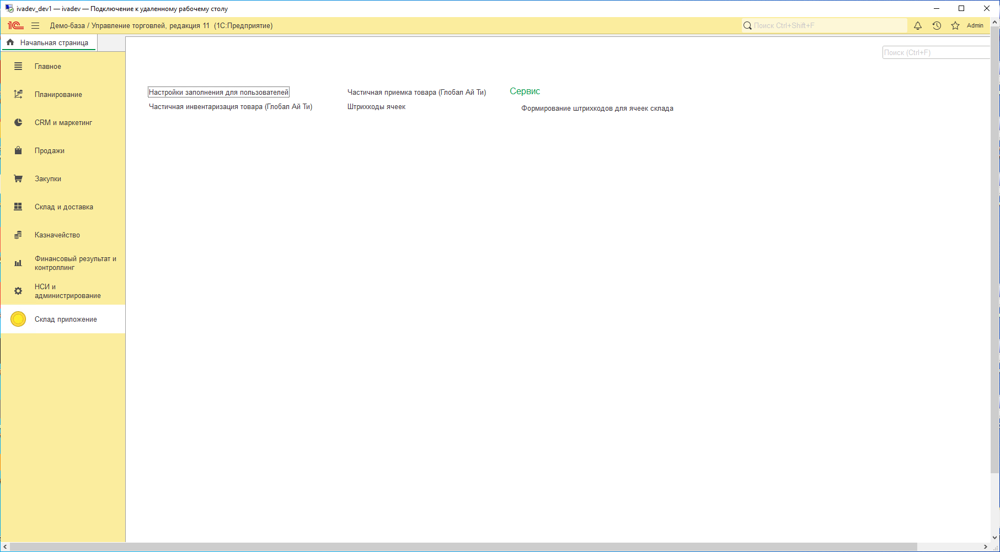 ivadev_dev1 — ivadev — Подключение к удаленному рабочему столу
1С
Демо-база / Управление торговлей, редакция 11 (1С:Предприятие)
Поиск Ctrl+Shift+F
Admin
Начальная страница
Поиск (Ctrl+F)
Главное
Планирование
CRM и маркетинг
Продажи
Закупки
Склад и доставка
Казначейство
Финансовый результат и
контроллинг
НСИ и
администрирование
Склад приложение
Настройки заполнения для пользователей
Частичная инвентаризация товара (Глобал Ай Ти)
Частичная приемка товара (Глобал Ай Ти)
Штрихкоды ячеек
Сервис
Формирование штрихкодов для ячеек склада